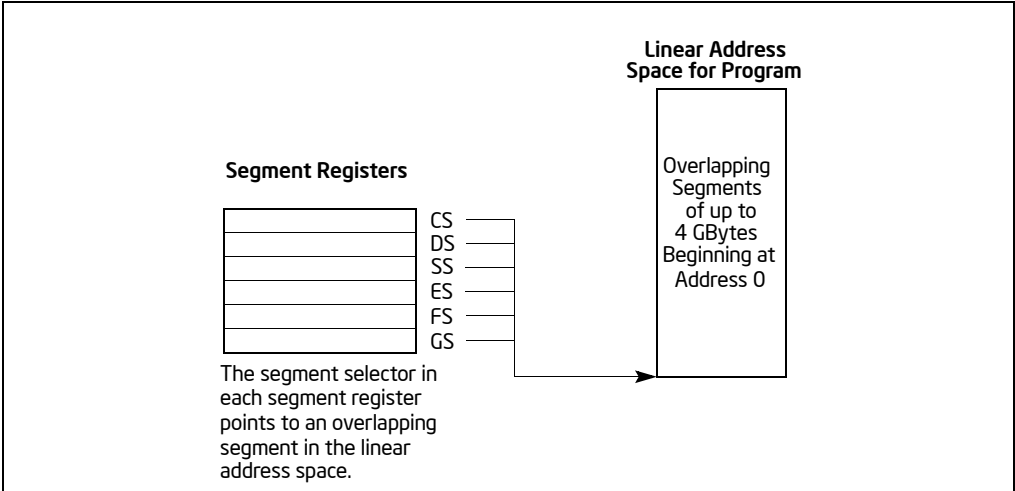 Linear Address
Space for Program
Overlapping
Segments
of up to
4 GBytes
Beginning at
Address 0
Segment Registers
CS
DS
SS
ES
FS
GS
The segment selector in
each segment register
points to an overlapping
segment in the linear
address space.